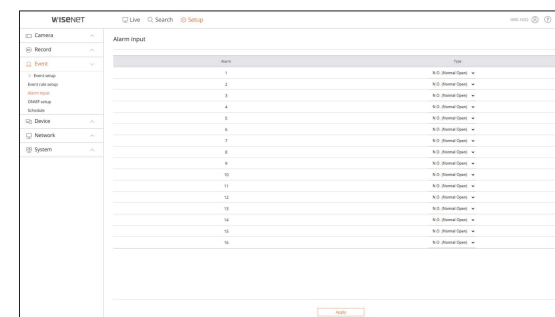 WISENET
Live Search Setup
Camera
Record
Event
Event setup
Event rule setup
Alarm input
ONVIF setup
Schedule
Device
Network
System
Alarm input
Alarm Type
1 N.O. (Normal Open)
2 N.O. (Normal Open)
3 N.O. (Normal Open)
4 N.O. (Normal Open)
5 N.O. (Normal Open)
6 N.O. (Normal Open)
7 N.O. (Normal Open)
8 N.O. (Normal Open)
9 N.O. (Normal Open)
10 N.O. (Normal Open)
11 N.O. (Normal Open)
12 N.O. (Normal Open)
13 N.O. (Normal Open)
14 N.O. (Normal Open)
15 N.O. (Normal Open)
16 N.O. (Normal Open)
Apply